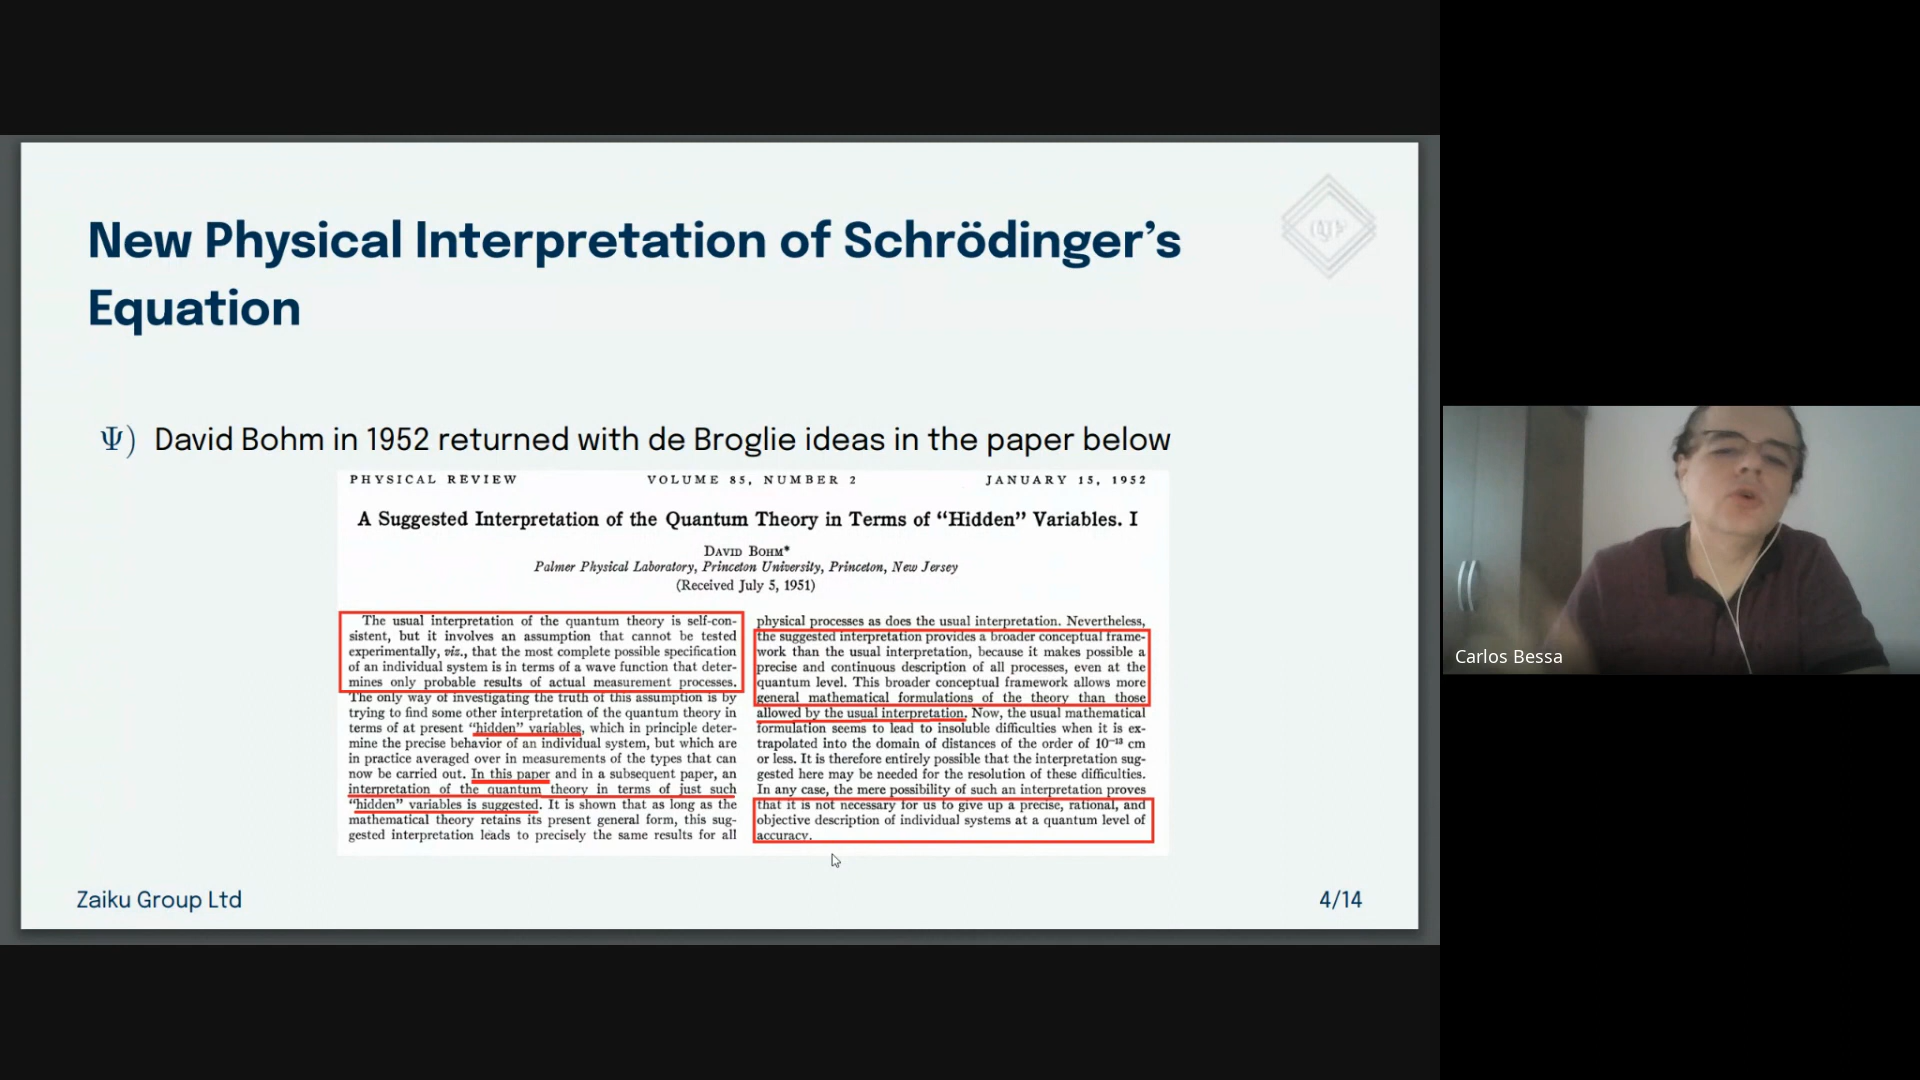 New Physical Interpretation of Schrödinger's
Equation
Ψ) David Bohm in 1952 returned with de Broglie ideas in the paper below
PHYSICAL REVIEW VOLUME 85, NUMBER 2 JANUARY 15, 1952
A Suggested Interpretation of the Quantum Theory in Terms of "Hidden" Variables. I
DAVID BOHM*
Palmer Physical Laboratory, Princeton University, Princeton, New Jersey
(Received July 5, 1951)
The usual interpretation of the quantum theory is self-con-
sistent, but it involves an assumption that cannot be tested
experimentally, viz., that the most complete possible specification
of an individual system is in terms of a wave function that deter-
mines only probable results of actual measurement processes.
The only way of investigating the truth of this assumption is by
trying to find some other interpretation of the quantum theory in
terms of at present "hidden" variables, which in principle deter-
mine the precise behavior of an individual system, but which are
in practice averaged over in measurements of the types that can
now be carried out. In this paper and in a subsequent paper, an
interpretation of the quantum theory in terms of just such
"hidden" variables is suggested. It is shown that as long as the
mathematical theory retains its present general form, this sug-
gested interpretation leads to precisely the same results for all
physical processes as does the usual interpretation. Nevertheless,
the suggested interpretation provides a broader conceptual frame-
work than the usual interpretation, because it makes possible a
precise and continuous description of all processes, even at the
quantum level. This broader conceptual framework allows more
general mathematical formulations of the theory than those
allowed by the usual interpretation. Now, the usual mathematical
formulation seems to lead to insoluble difficulties when it is ex-
trapolated into the domain of distances of the order of 10⁻¹³ cm
or less. It is therefore entirely possible that the interpretation sug-
gested here may be needed for the resolution of these difficulties.
In any case, the mere possibility of such an interpretation proves
that it is not necessary for us to give up a precise, rational, and
objective description of individual systems at a quantum level of
accuracy.
Zaiku Group Ltd
4/14
Carlos Bessa